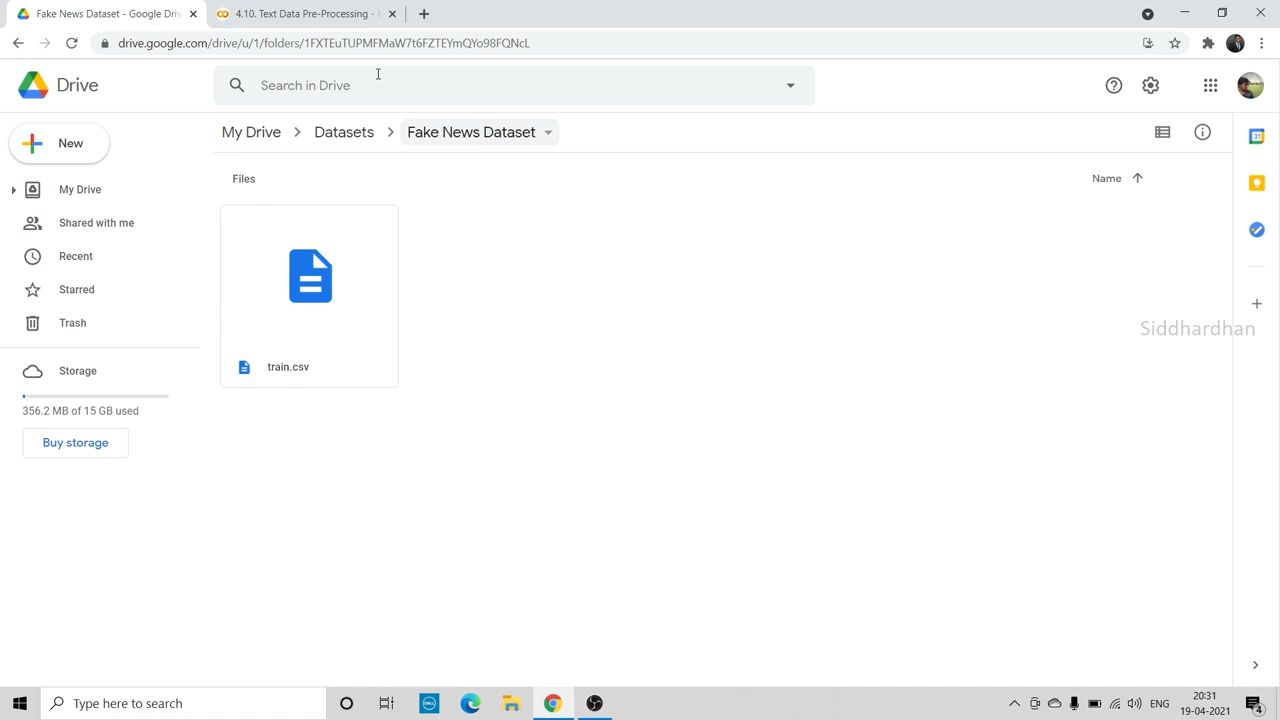 Fake News Dataset - Google Driv
4.10. Text Data Pre-Processing -
drive.google.com/drive/u/1/folders/1FXTEuTUPMFMaW7t6FZTEYmQYo98FQNcL
Drive
Search in Drive
New
My Drive
Datasets
Fake News Dataset
31
My Drive
Files
Name
Shared with me
Recent
Starred
Trash
Siddhardhan
Storage
train.csv
356.2 MB of 15 GB used
Buy storage
Type here to search
DELL
ENG
20:31
19-04-2021
4